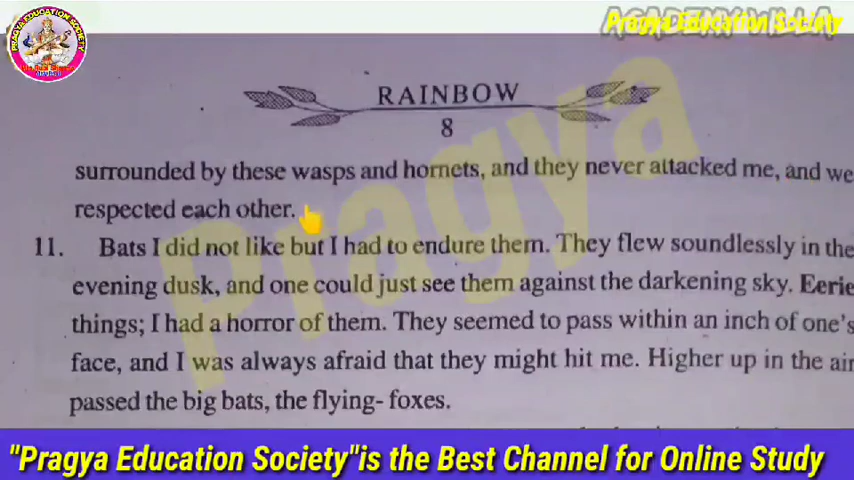 PRAGYA EDUCATION SOCIETY
Pragya Education Society
RAINBOW
8
surrounded by these wasps and hornets, and they never attacked me, and we
respected each other.
11. Bats I did not like but I had to endure them. They flew soundlessly in the
evening dusk, and one could just see them against the darkening sky. Eerie
things; I had a horror of them. They seemed to pass within an inch of one's
face, and I was always afraid that they might hit me. Higher up in the air
passed the big bats, the flying- foxes.
Pragya
"Pragya Education Society"is the Best Channel for Online Study